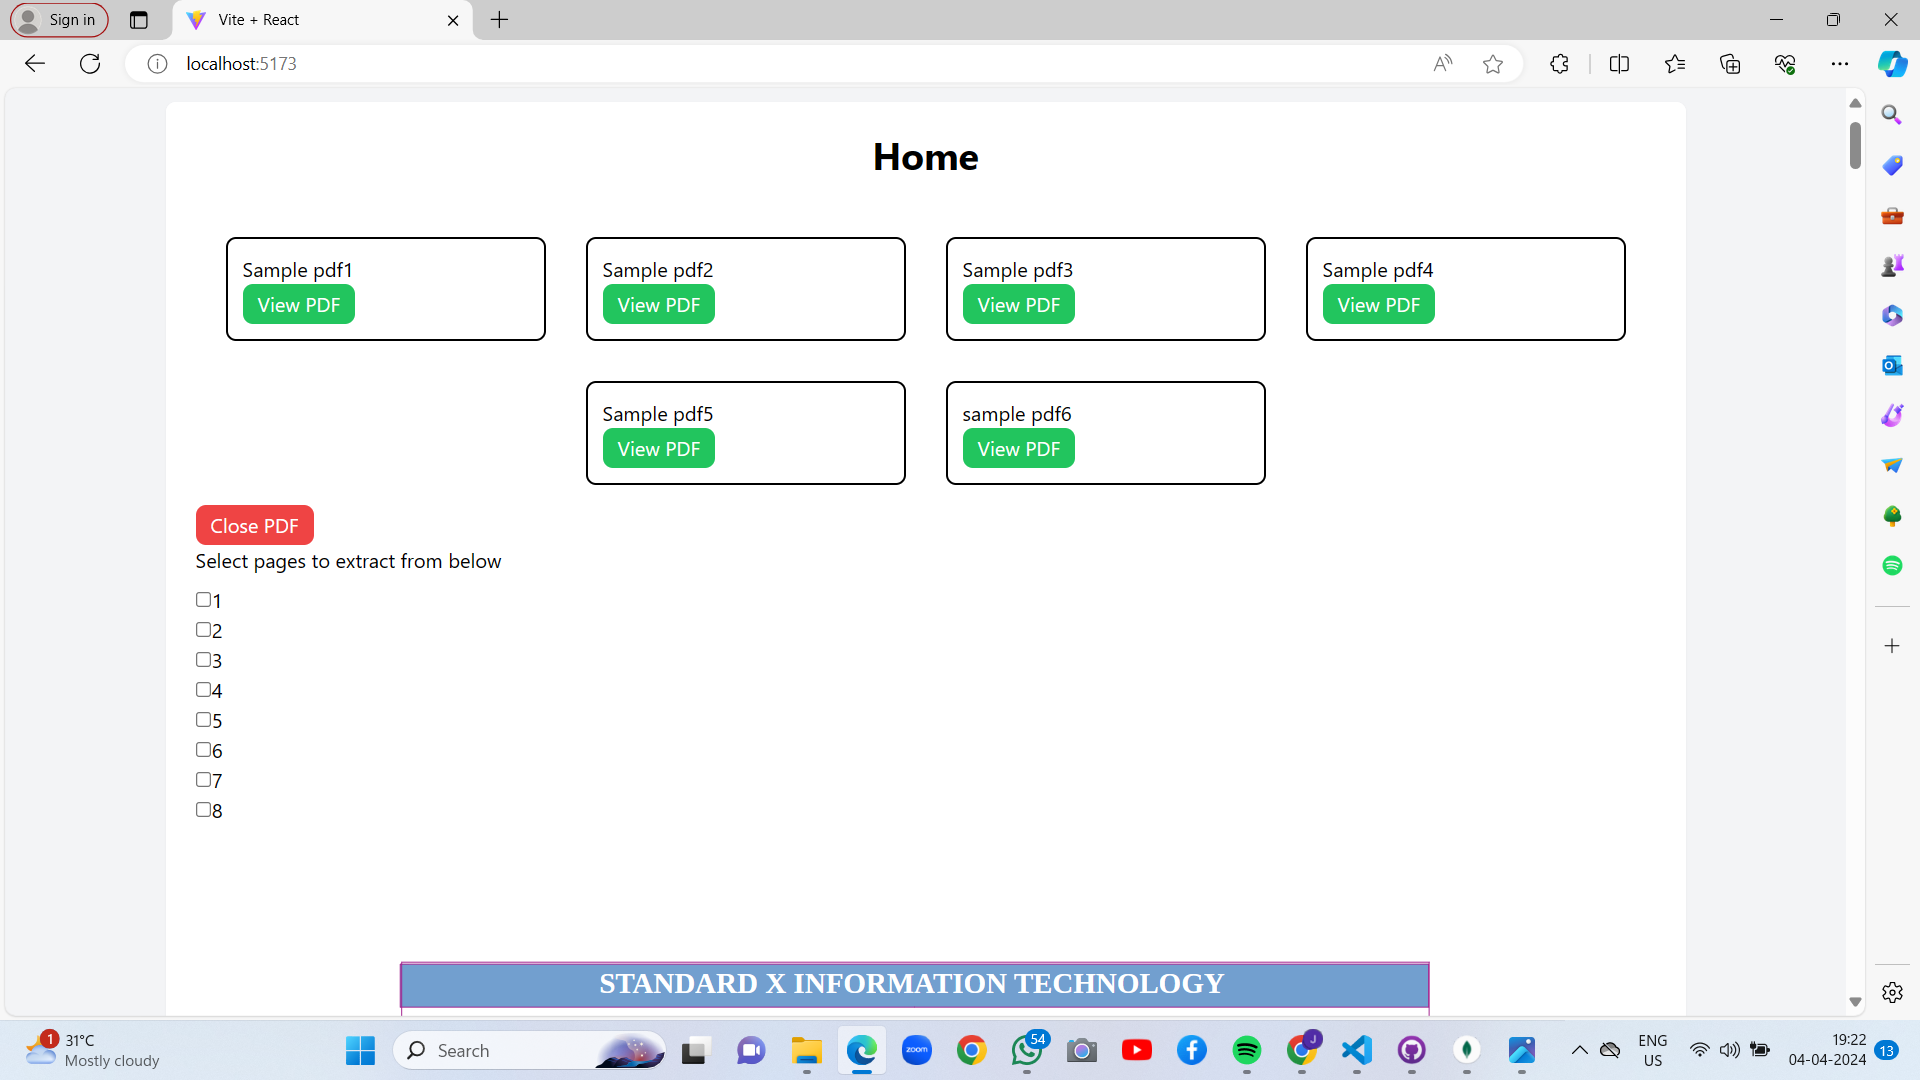 Sign in
Vite + React
localhost:5173
Home
Sample pdf1
View PDF
Sample pdf2
View PDF
Sample pdf3
View PDF
Sample pdf4
View PDF
Sample pdf5
View PDF
sample pdf6
View PDF
Close PDF
Select pages to extract from below
1
2
3
4
5
6
7
8
STANDARD X INFORMATION TECHNOLOGY
1
31°C
Mostly cloudy
Search
zoom
54
J
ENG
US
19:22
04-04-2024
13